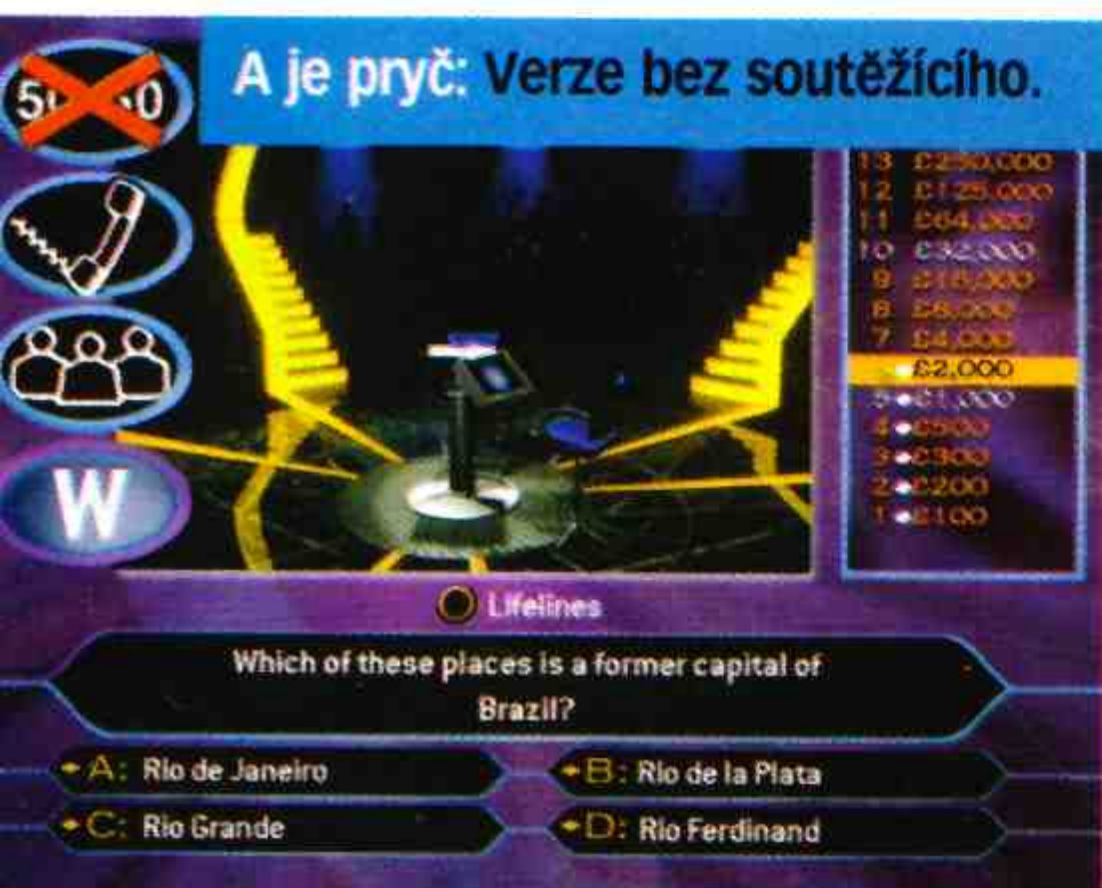 A je pryč: Verze bez soutěžícího.
13 £250,000
12 £125,000
11 £64,000
10 £32,000
9 £16,000
8 £8,000
7 £4,000
£2,000
5 £1,000
4 £500
3 £300
2 £200
1 £100
W
Lifelines
Which of these places is a former capital of
Brazil?
A: Rio de Janeiro
B: Rio de la Plata
C: Rio Grande
D: Rio Ferdinand